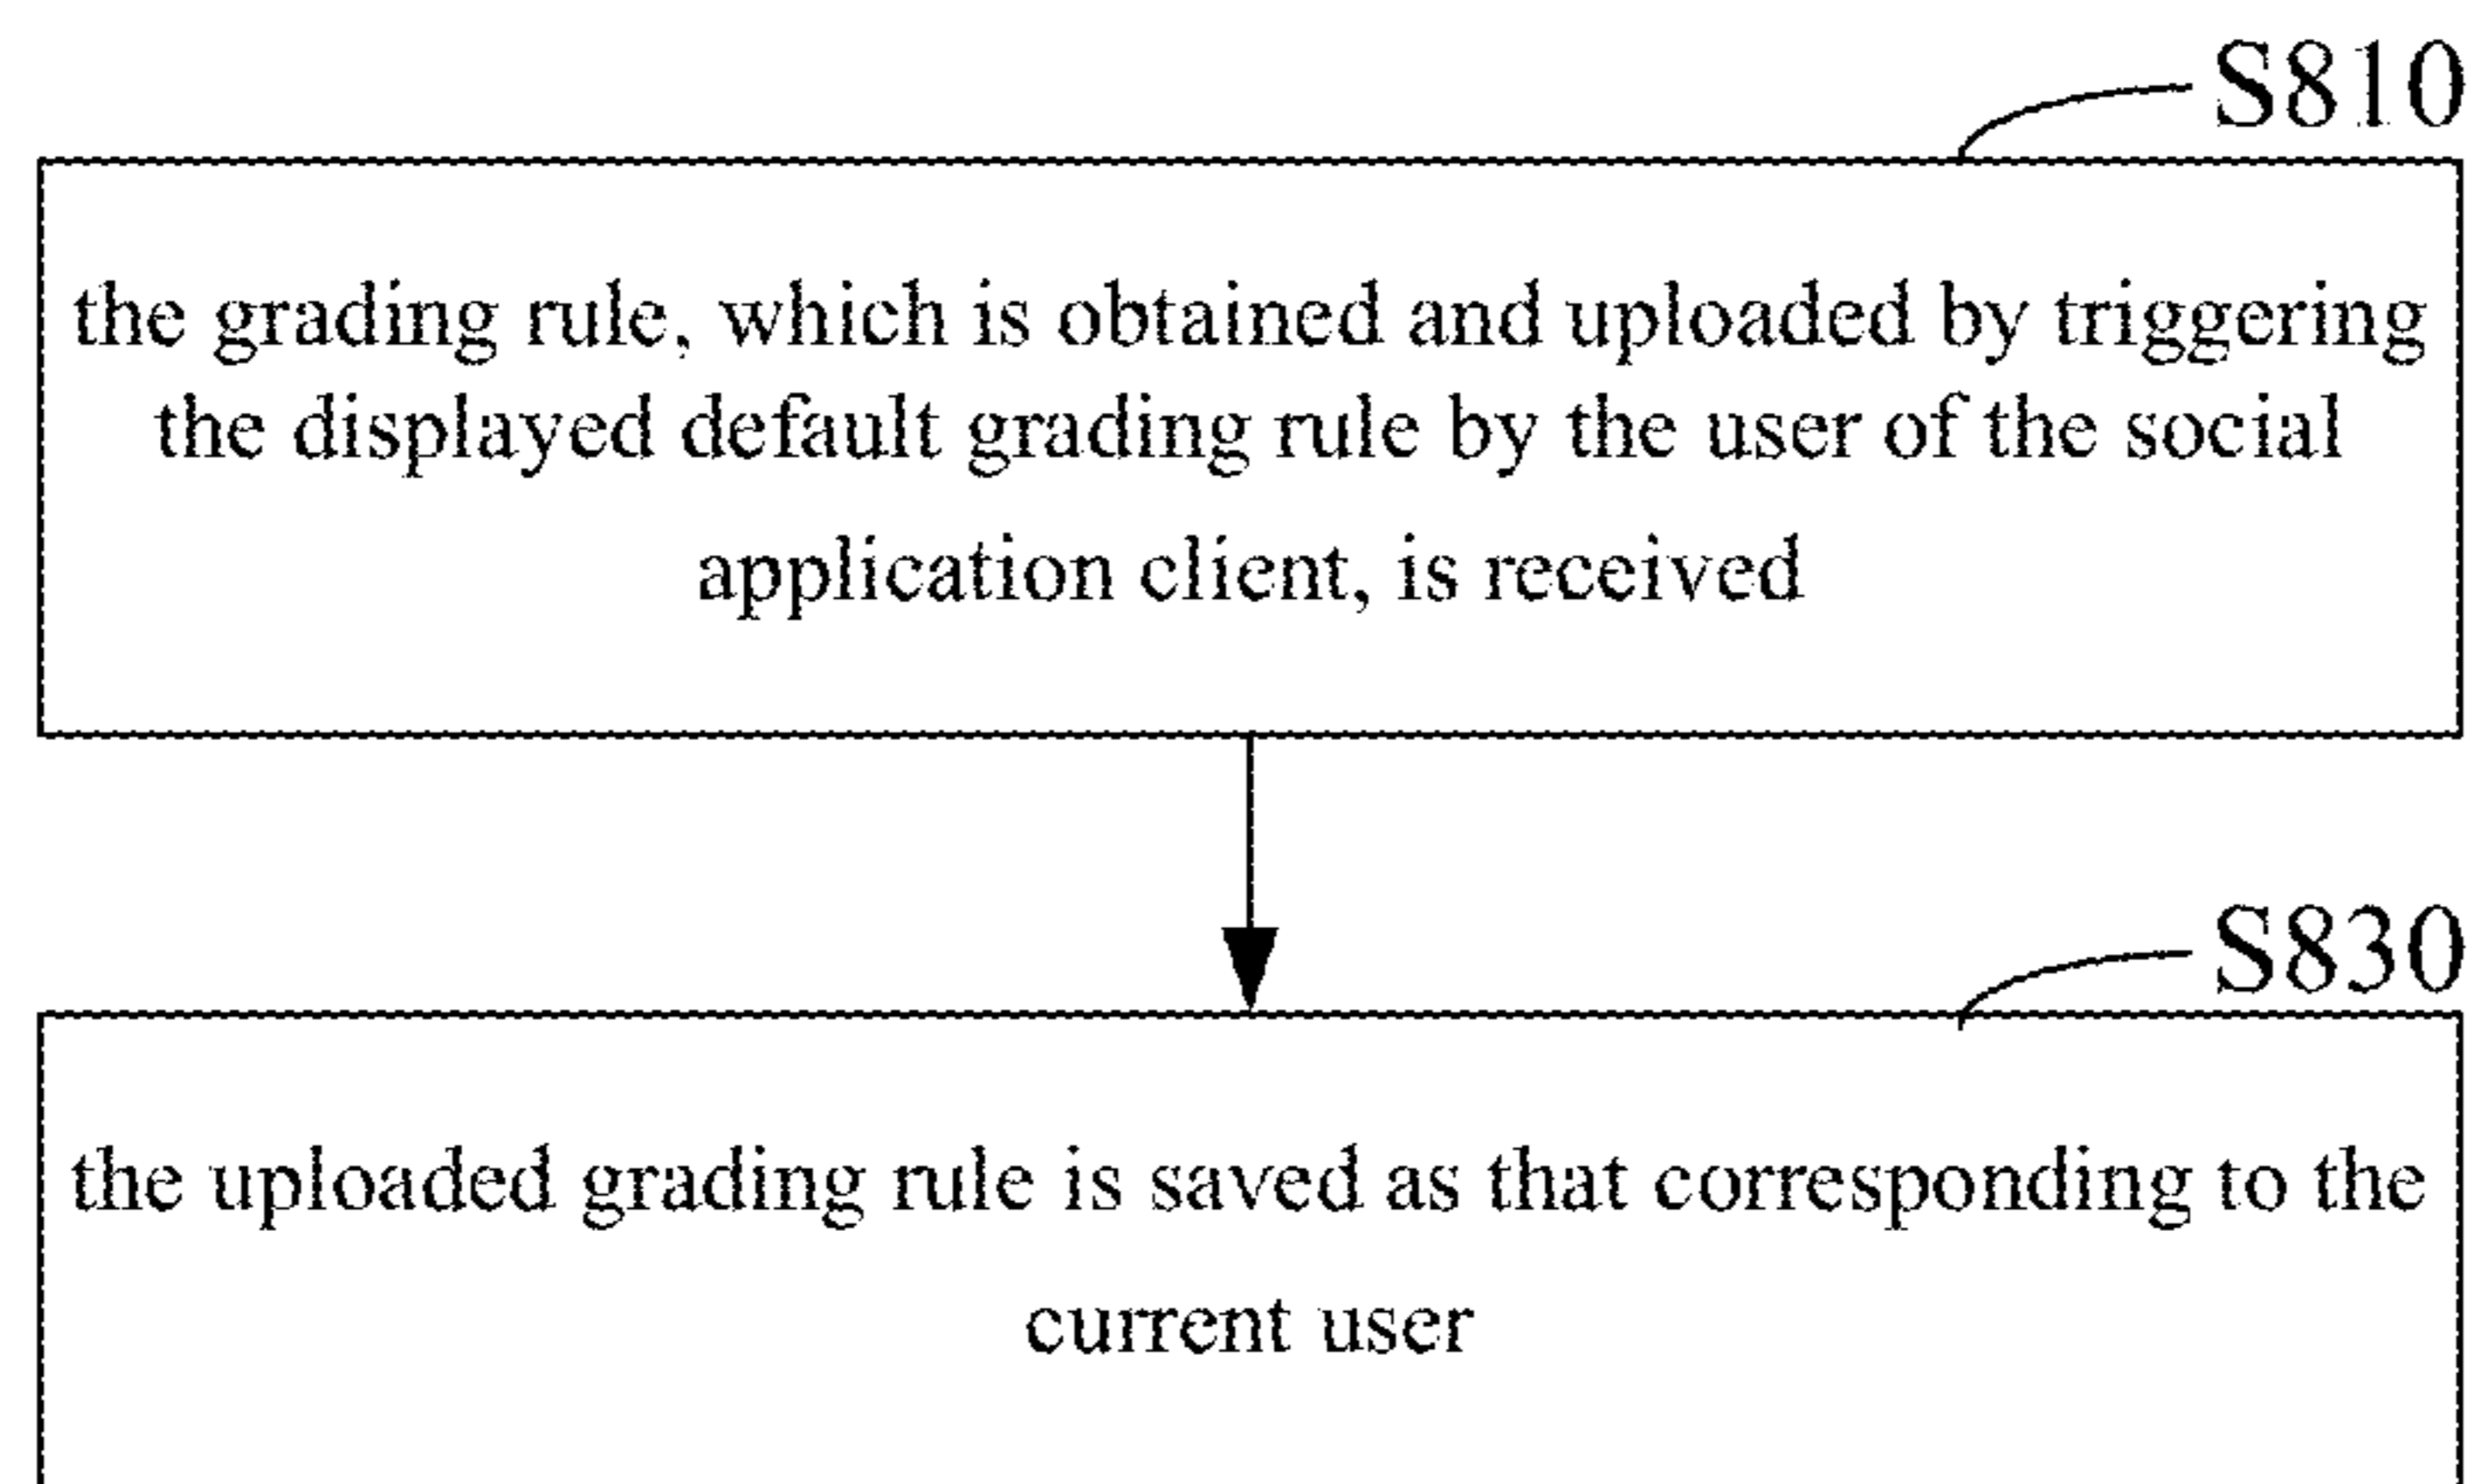 S810
the grading rule, which is obtained and uploaded by triggering
the displayed default grading rule by the user of the social
application client, is received
S830
the uploaded grading rule is saved as that corresponding to the
current user